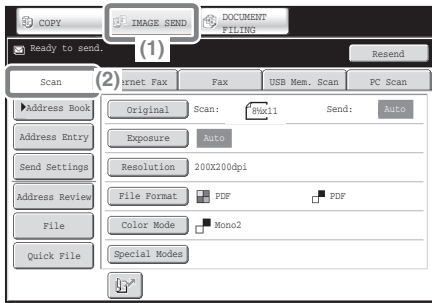 COPY IMAGE SEND DOCUMENT FILING
Ready to send. (1) Resend
Scan (2) ernet Fax Fax USB Mem. Scan PC Scan
Address Book Original Scan: 8½x11 Send: Auto
Address Entry Exposure Auto
Send Settings Resolution 200X200dpi
Address Review File Format PDF PDF
File Color Mode Mono2
Quick File Special Modes